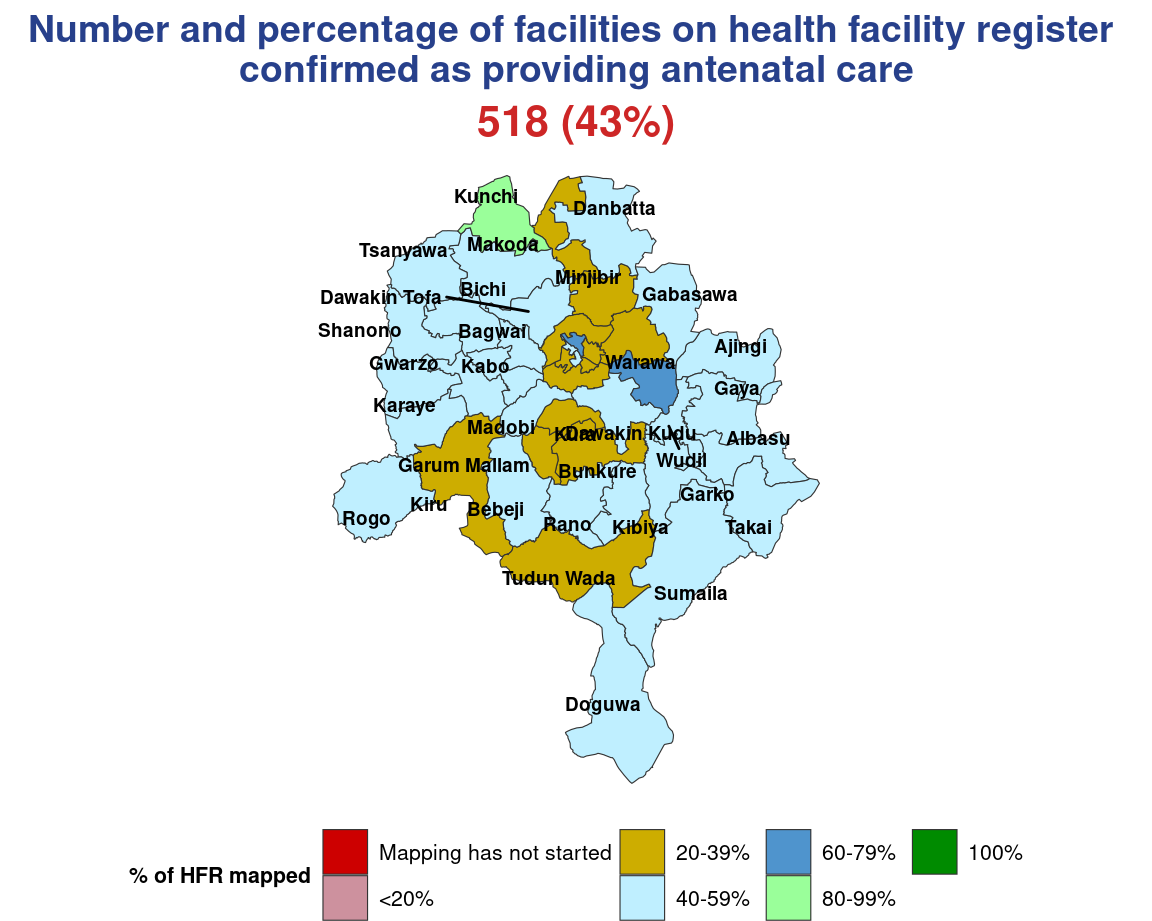 Number and percentage of facilities on health facility register
confirmed as providing antenatal care
518 (43%)
Kunchi
Danbatta
Makoda
Tsanyawa
Minjibir
Bichi
Gabasawa
Dawakin Tofa
Shanono
Bagwai
Ajingi
Gwarzo
Kabo
Warawa
Gaya
Karaye
Madobi
Kura
Dawakin Kudu
Albasu
Garum Mallam
Wudil
Bunkure
Garko
Kiru
Bebeji
Rogo
Rano
Kibiya
Takai
Tudun Wada
Sumaila
Doguwa
% of HFR mapped
Mapping has not started
<20%
20-39%
40-59%
60-79%
80-99%
100%